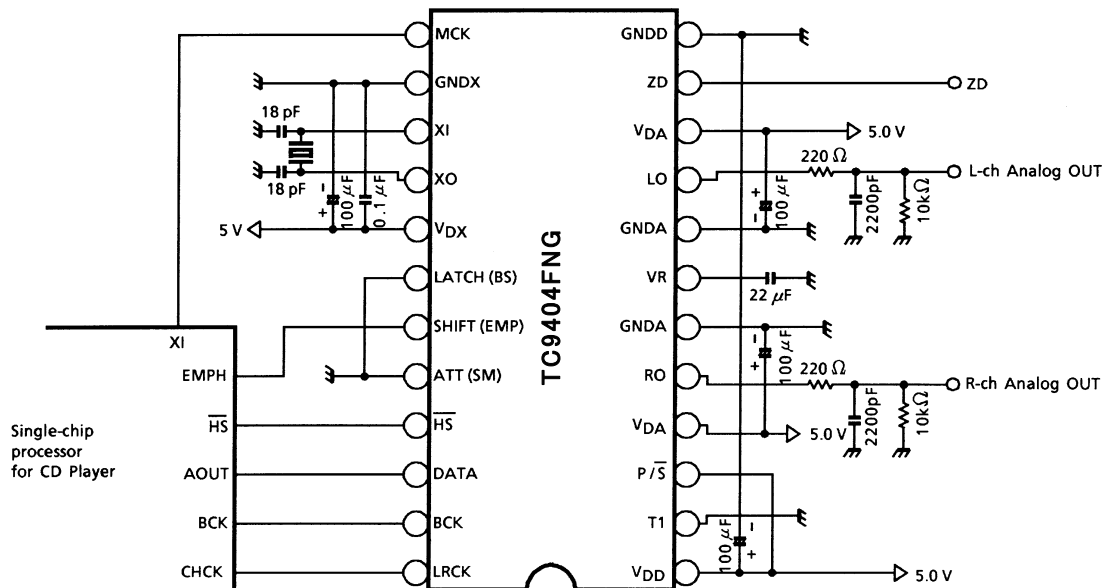 MCK
GNDD
GNDX
ZD
ZD
18 pF
XI
VDA
5.0 V
220 Ω
18 pF
XO
-
+
100 μF
0.1 μF
LO
+
-
100 μF
L-ch Analog OUT
2200pF
10kΩ
5 V
VDX
GNDA
LATCH (BS)
VR
22 μF
TC9404FNG
XI
SHIFT (EMP)
GNDA
-
+
100 μF
220 Ω
EMPH
ATT (SM)
RO
R-ch Analog OUT
2200pF
10kΩ
Single-chip
processor
for CD Player
HS
HS
VDA
5.0 V
AOUT
DATA
P/S
BCK
BCK
T1
100 μF
-
+
CHCK
LRCK
VDD
5.0 V